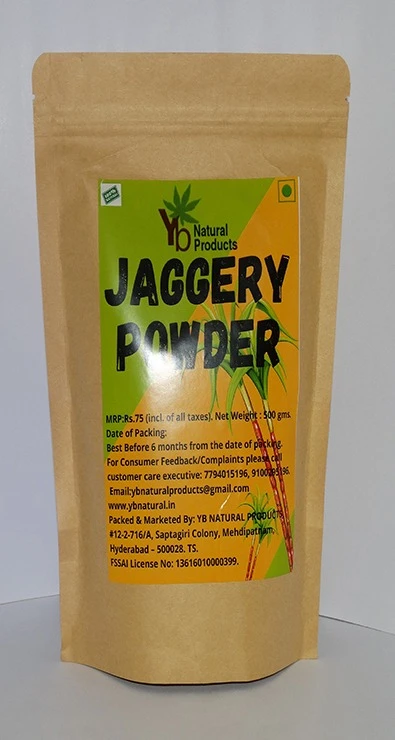 Yb Natural
Products
JAGGERY
POWDER
MRP:Rs.75 (incl. of all taxes). Net Weight : 500 gms.
Date of Packing:
Best Before 6 months from the date of packing.
For Consumer Feedback/Complaints please call
customer care executive: 7794015196,
Email:ybnaturalproducts@gmail.com
www.ybnatural.in
Packed & Marketed By: YB NATURAL PRODUCTS
#12-2-716/A, Saptagiri Colony, Mehdipatnam,
Hyderabad – 500028. TS.
FSSAI License No: 13616010000399.